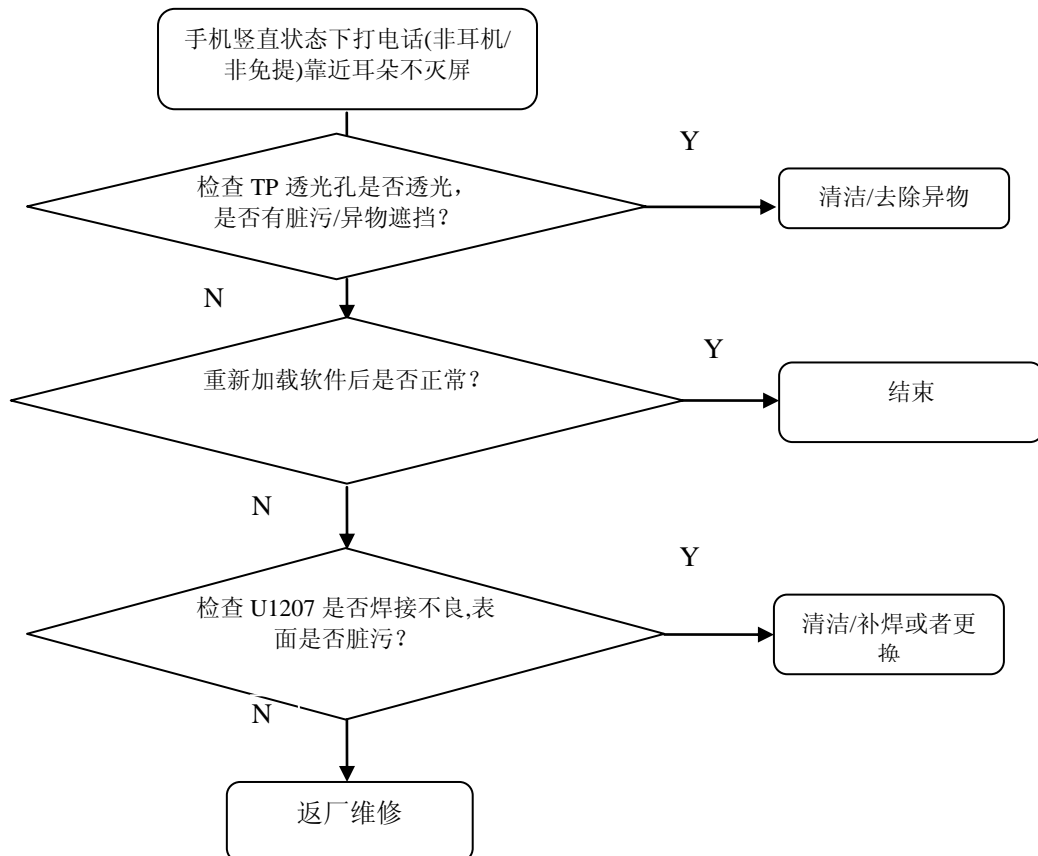 手机竖直状态下打电话(非耳机/
非免提)靠近耳朵不灭屏
Y
检查 TP 透光孔是否透光，
是否有脏污/异物遮挡？
清洁/去除异物
N
Y
重新加载软件后是否正常？
结束
N
Y
检查 U1207 是否焊接不良,表
面是否脏污？
清洁/补焊或者更
换
N
返厂维修